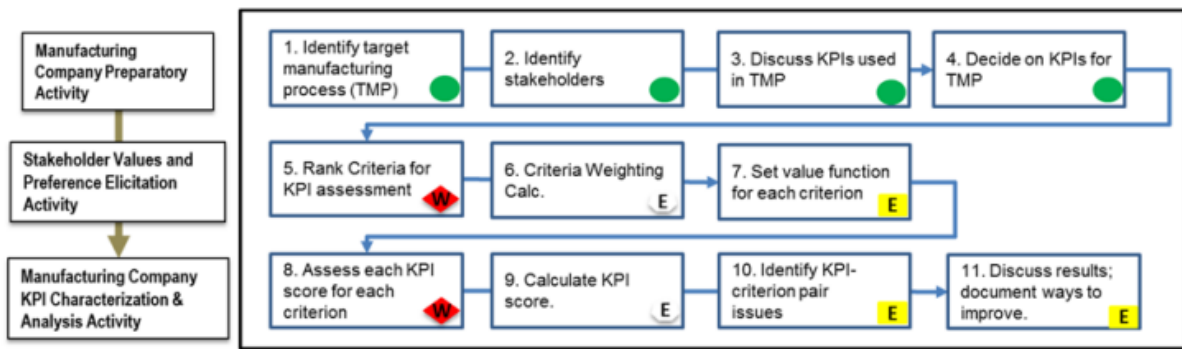 Manufacturing
Company Preparatory
Activity
Stakeholder Values and
Preference Elicitation
Activity
Manufacturing Company
KPI Characterization &
Analysis Activity
1. Identify target
manufacturing
process (TMP)
2. Identify
stakeholders
3. Discuss KPIs used
in TMP
4. Decide on KPIs for
TMP
5. Rank Criteria for
KPI assessment
W
6. Criteria Weighting
Calc.
E
7. Set value function
for each criterion
E
8. Assess each KPI
score for each
criterion
W
9. Calculate KPI
score.
E
10. Identify KPI-
criterion pair
issues
E
11. Discuss results;
document ways to
improve.
E